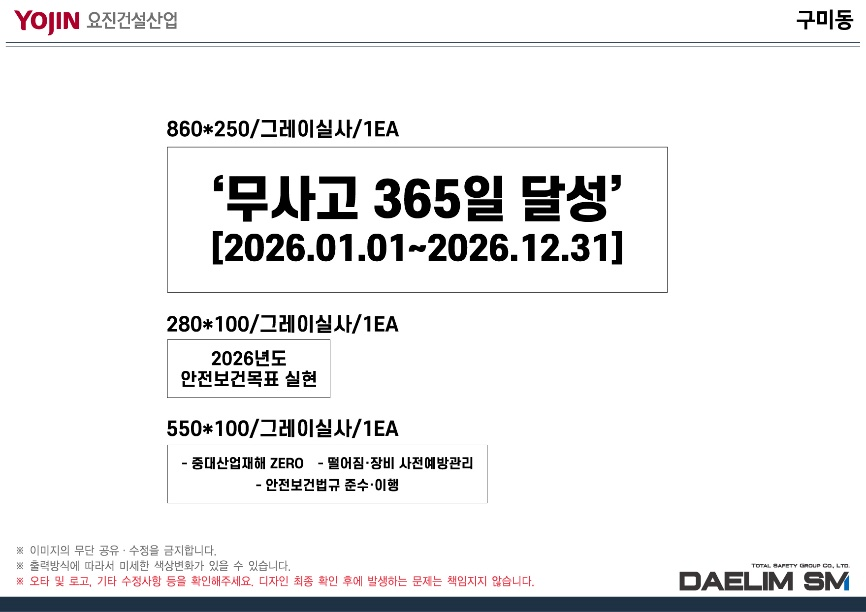 YOJIN 요진건설산업
구미동
860*250/그레이실사/1EA
‘무사고 365일 달성’
[2026.01.01~2026.12.31]
280*100/그레이실사/1EA
2026년도
안전보건목표 실현
550*100/그레이실사/1EA
- 중대산업재해 ZERO - 떨어짐·장비 사전예방관리
- 안전보건법규 준수·이행
※ 이미지의 무단 공유 · 수정을 금지합니다.
※ 출력방식에 따라서 미세한 색상변화가 있을 수 있습니다.
※ 오타 및 로고, 기타 수정사항 등을 확인해주세요. 디자인 최종 확인 후에 발생하는 문제는 책임지지 않습니다.
TOTAL SAFETY GROUP CO., LTD.
DAELIM SM